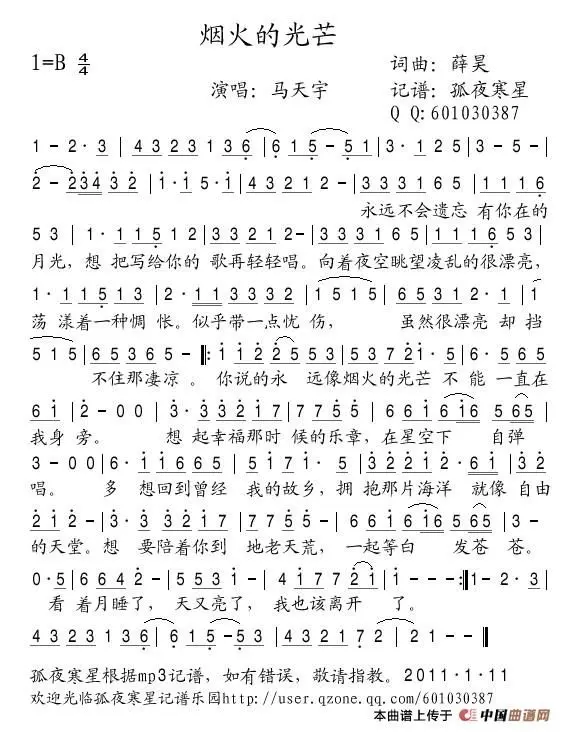 烟火的光芒
1=B 4/4
词曲：薛昊
演唱：马天宇
记谱：孤夜寒星
Q Q:601030387
1 - 2· 3 | 4 3 2 3 1 3 6 | 6 1 5 - 5 1 | 3· 1 2 5 | 3 - 5 - |
2 - 2 3 4 3 2 | 1· 1 5· 1 | 4 3 2 1 2 - | 3 3 3 1 6 5 | 1 1 1 6
永远不会遗忘 有你在的
5 3 | 1· 1 1 5 1 2 | 3 3 2 1 2 - | 3 3 3 3 1 6 | 1 1 1 5 3 |
月光，想 把写给你的 歌再轻轻唱。向着夜空眺望凌乱的很漂亮，
1· 1 1 5 1 3 | 2· 1 1 1 3 3 3 2 | 1 5 1 5 | 6 5 3 1 2· 1 | 1
荡 漾着一种惆 怅。似乎带一点忧 伤， 虽然很漂亮 却 挡
5 1 5 | 6 5 3 6 5 - ‖: 1· 1 2 2 5 5 3 | 5 3 7 2 1· 5 | 6· 5 6 5
不住那凄凉 。 你说的永 远像烟火的光芒 不 能 一直在
6 1 | 2 - 0 0 | 3· 3 3 2 1 7 | 7 7 5 5 - | 6 6 1 6 1 6 5 6 5 |
我身 旁。 想 起幸福那时 候的乐章，在星空下 自弹
3 - 0 0 | 6· 1 1 6 6 5 | 5 1 7 1· 5 | 3 2 2 1 2 1 6 1 | 3 2
唱。 多 想回到曾经 我的故乡，拥 抱那片海洋 就像 自由
2 1 2 | 3· 3 3 2 1 7 | 7 7 5 5 - | 6 6 1 6 1 6 5 6 5 | 3 -
的天堂。想 要陪着你到 地老天荒， 一起等白 发苍 苍。
0· 5 | 6 6 4 2 - | 5 5 3 1 - | 4 1 7 7 2 1 | 1 - - - :‖ 1 - 2· 3 |
看 着月睡了， 天又亮了，我也该离开 了。
4 3 2 3 1 3 6 | 6 1 5 - 5 3 | 4 3 2 1 7 2 | 2 1 - - ‖
孤夜寒星根据mp3记谱，如有错误，敬请指教。2011·1·11
欢迎光临孤夜寒星记谱乐园http://user.qzone.qq.com/601030387
本曲谱上传于 中国曲谱网